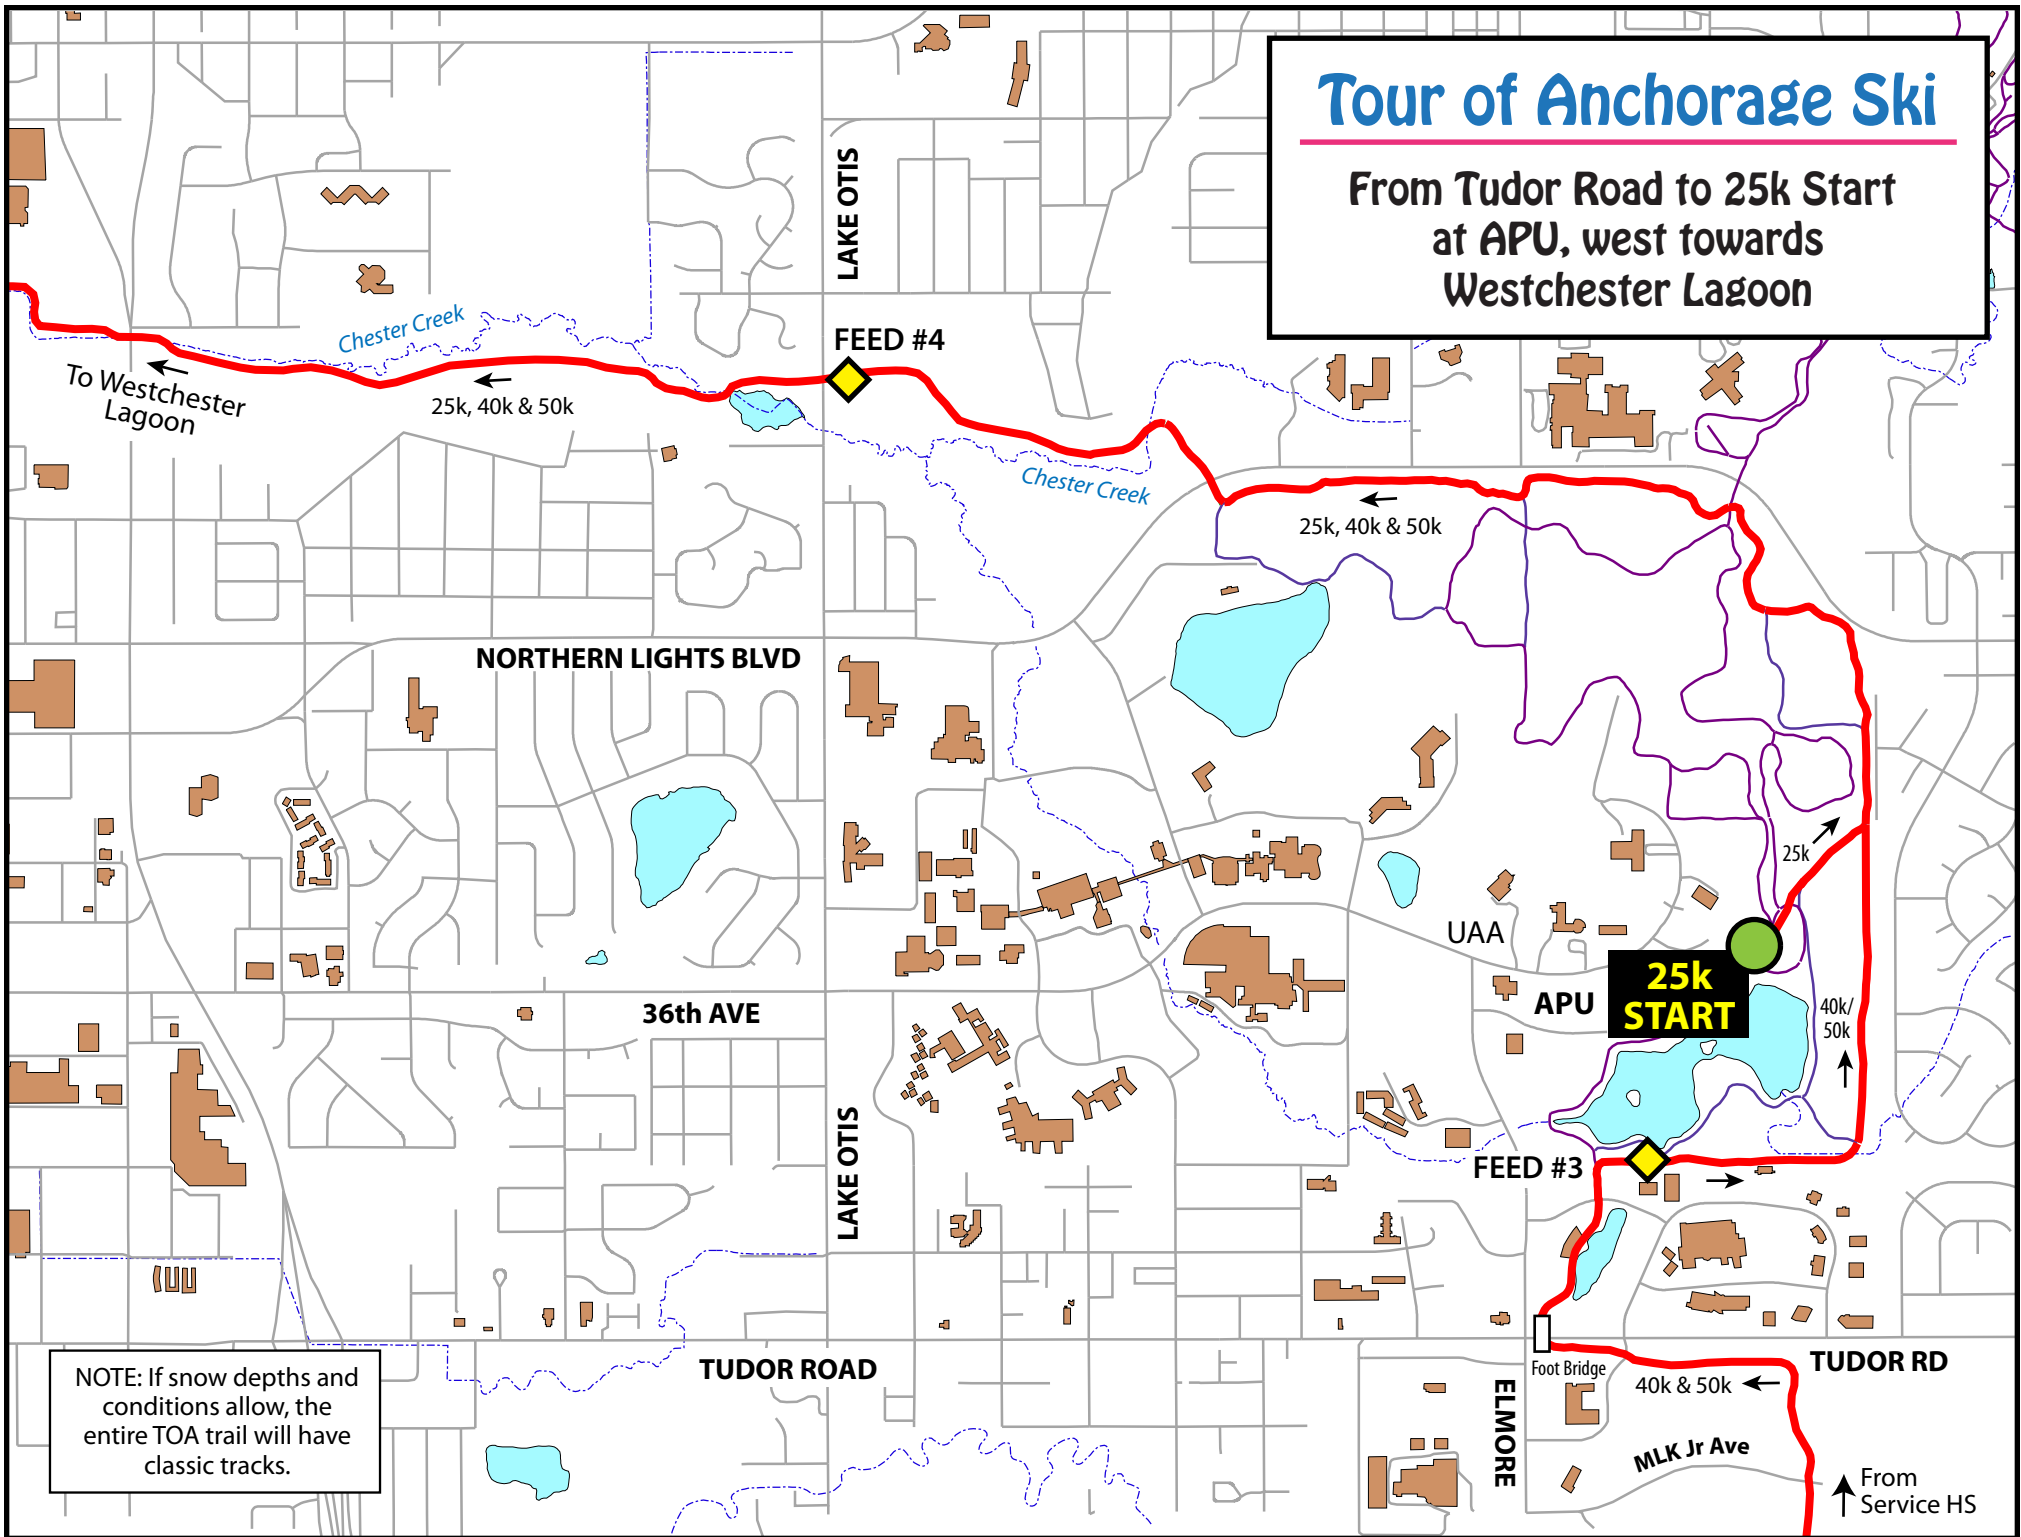 Tour of Anchorage Ski
From Tudor Road to 25k Start
at APU, west towards
Westchester Lagoon
LAKE OTIS
Chester Creek
FEED #4
To Westchester
Lagoon
25k, 40k & 50k
Chester Creek
25k, 40k & 50k
NORTHERN LIGHTS BLVD
25k
UAA
25k
START
APU
36th AVE
40k/
50k
LAKE OTIS
FEED #3
TUDOR ROAD
Foot Bridge
TUDOR RD
40k & 50k
ELMORE
MLK Jr Ave
From
Service HS
NOTE: If snow depths and
conditions allow, the
entire TOA trail will have
classic tracks.